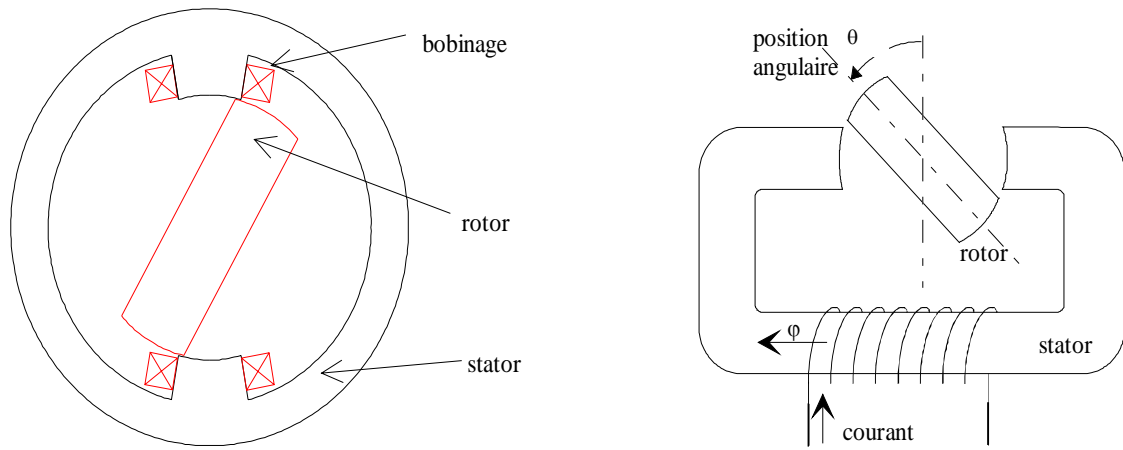 bobinage
rotor
stator
position θ
angulaire
rotor
φ
stator
courant